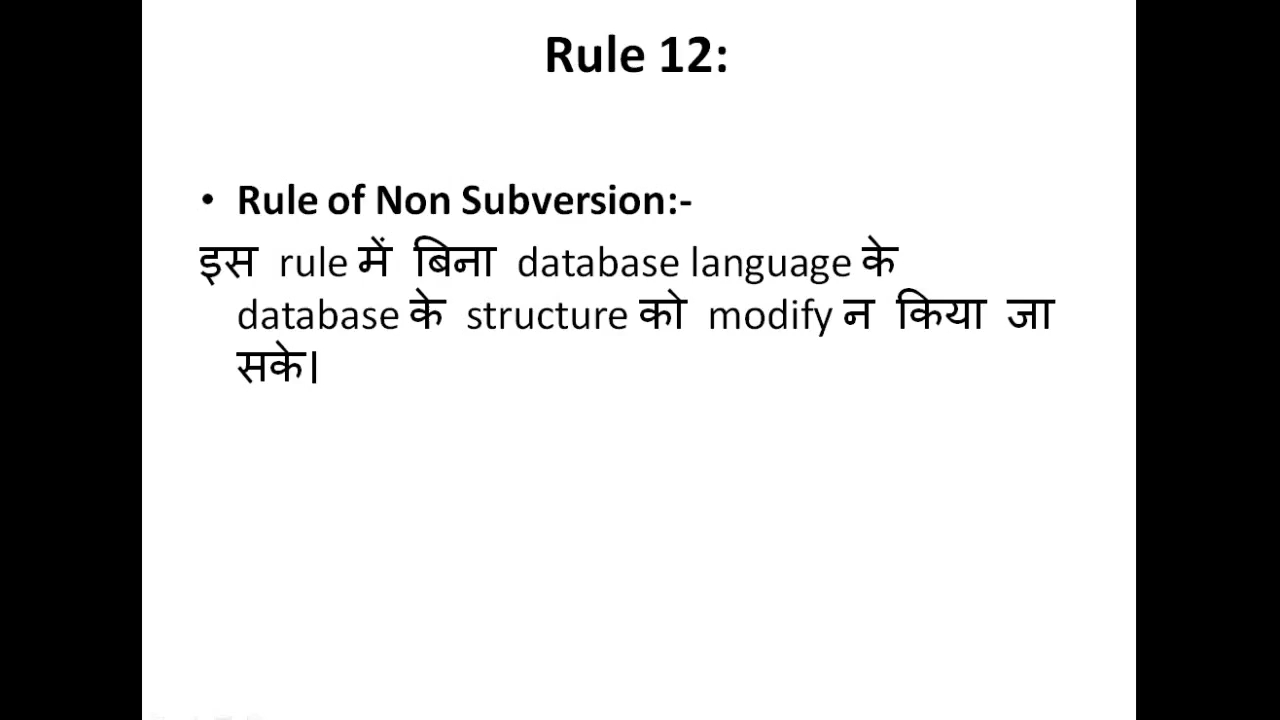 Rule 12:
• Rule of Non Subversion:-
इस rule में बिना database language के
database के structure को modify न किया जा
सके।